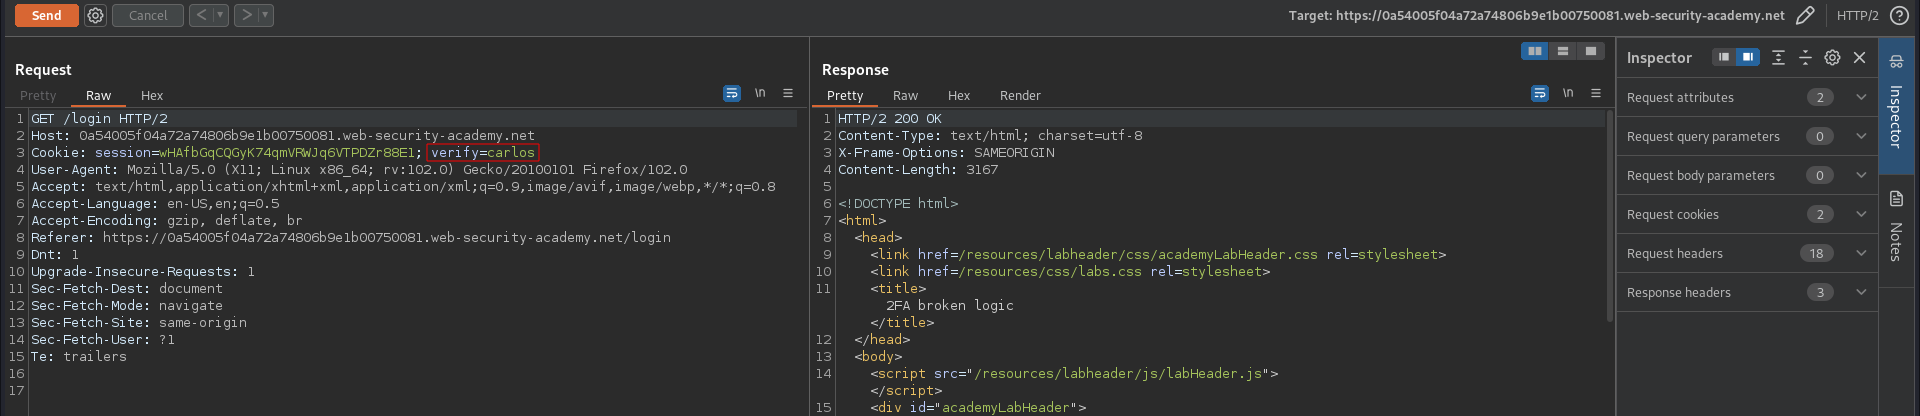 Send Cancel < > Target: https://0a54005f04a72a74806b9e1b00750081.web-security-academy.net HTTP/2
Request
Pretty Raw Hex \n
1 GET /login HTTP/2
2 Host: 0a54005f04a72a74806b9e1b00750081.web-security-academy.net
3 Cookie: session=wHAfbGqCQGyK74qmVRWJq6VTPDZr88E1; verify=carlos
4 User-Agent: Mozilla/5.0 (X11; Linux x86_64; rv:102.0) Gecko/20100101 Firefox/102.0
5 Accept: text/html,application/xhtml+xml,application/xml;q=0.9,image/avif,image/webp,*/*;q=0.8
6 Accept-Language: en-US,en;q=0.5
7 Accept-Encoding: gzip, deflate, br
8 Referer: https://0a54005f04a72a74806b9e1b00750081.web-security-academy.net/login
9 Dnt: 1
10 Upgrade-Insecure-Requests: 1
11 Sec-Fetch-Dest: document
12 Sec-Fetch-Mode: navigate
13 Sec-Fetch-Site: same-origin
14 Sec-Fetch-User: ?1
15 Te: trailers
16
17
Response
Pretty Raw Hex Render \n
1 HTTP/2 200 OK
2 Content-Type: text/html; charset=utf-8
3 X-Frame-Options: SAMEORIGIN
4 Content-Length: 3167
5
6 <!DOCTYPE html>
7 <html>
8 <head>
9 <link href=/resources/labheader/css/academyLabHeader.css rel=stylesheet>
10 <link href=/resources/css/labs.css rel=stylesheet>
11 <title>
2FA broken logic
</title>
12 </head>
13 <body>
14 <script src="/resources/labheader/js/labHeader.js">
</script>
15 <div id="academyLabHeader">
Inspector
Request attributes 2
Request query parameters 0
Request body parameters 0
Request cookies 2
Request headers 18
Response headers 3
Inspector
Notes